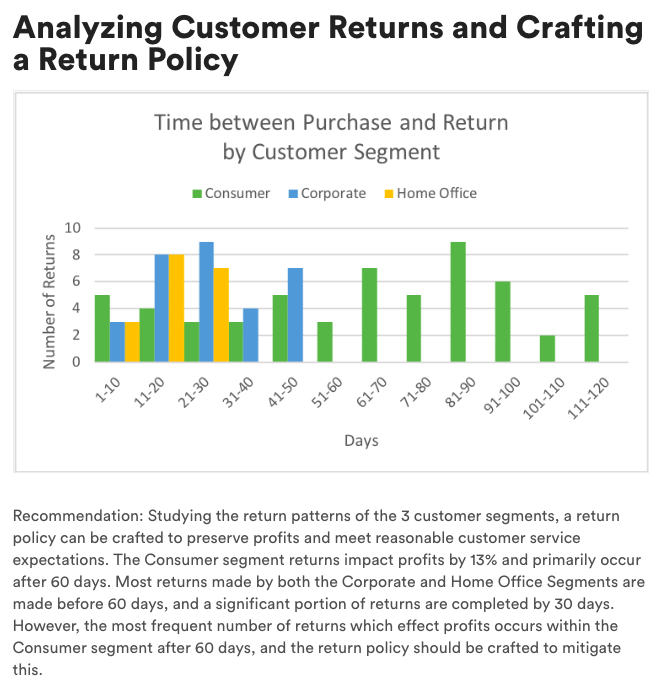 Analyzing Customer Returns and Crafting
a Return Policy
Time between Purchase and Return
by Customer Segment
Consumer Corporate Home Office
Number of Returns
10
8
6
4
2
0
1-10 11-20 21-30 31-40 41-50 51-60 61-70 71-80 81-90 91-100 101-110 111-120
Days
Recommendation: Studying the return patterns of the 3 customer segments, a return
policy can be crafted to preserve profits and meet reasonable customer service
expectations. The Consumer segment returns impact profits by 13% and primarily occur
after 60 days. Most returns made by both the Corporate and Home Office Segments are
made before 60 days, and a significant portion of returns are completed by 30 days.
However, the most frequent number of returns which effect profits occurs within the
Consumer segment after 60 days, and the return policy should be crafted to mitigate
this.